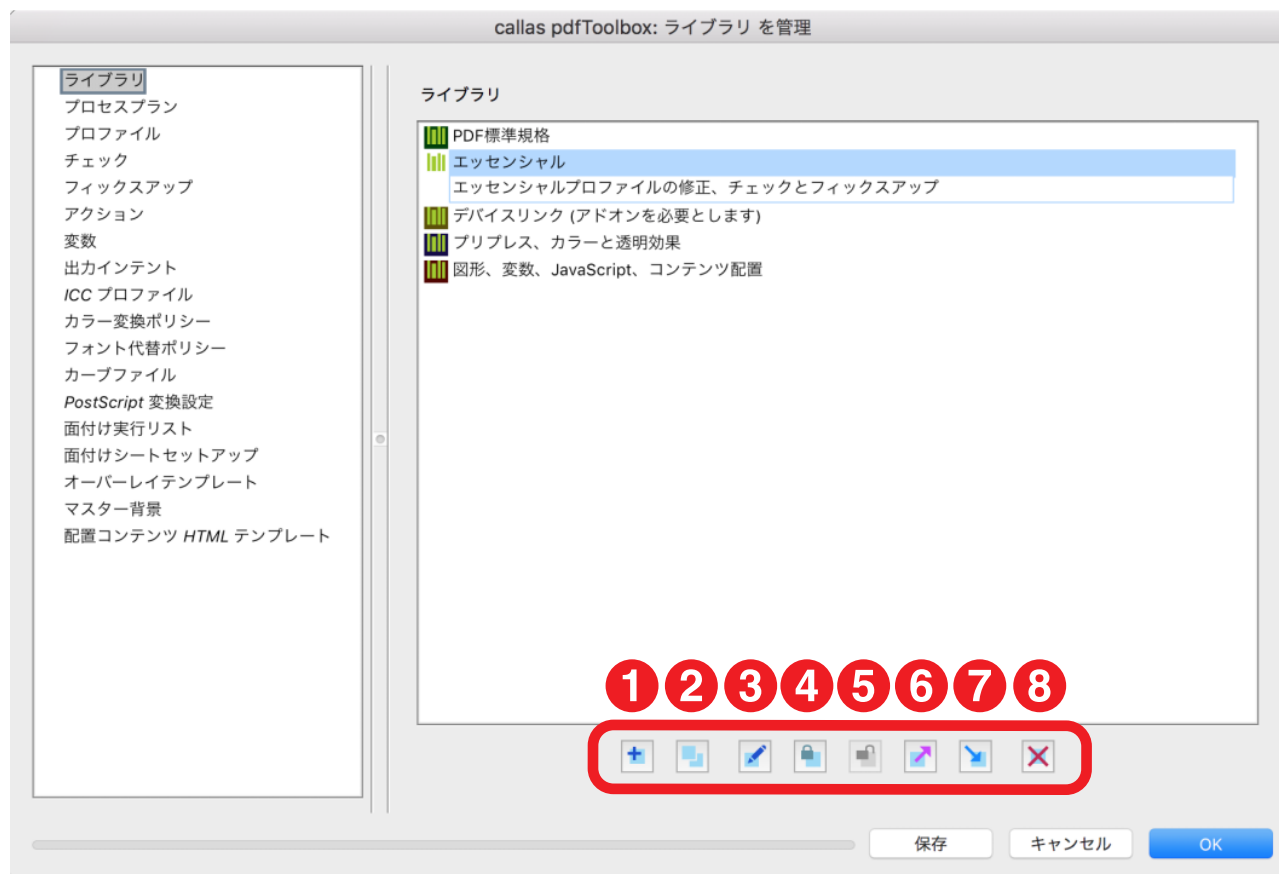 callas pdfToolbox: ライブラリ を管理
ライブラリ
プロセスプラン
プロファイル
チェック
フィックスアップ
アクション
変数
出力インテント
ICC プロファイル
カラー変換ポリシー
フォント代替ポリシー
カーブファイル
PostScript 変換設定
面付け実行リスト
面付けシートセットアップ
オーバーレイテンプレート
マスター背景
配置コンテンツ HTML テンプレート
ライブラリ
PDF標準規格
エッセンシャル
エッセンシャルプロファイルの修正、チェックとフィックスアップ
デバイスリンク (アドオンを必要とします)
プリプレス、カラーと透明効果
図形、変数、JavaScript、コンテンツ配置
1 2 3 4 5 6 7 8
保存 キャンセル OK